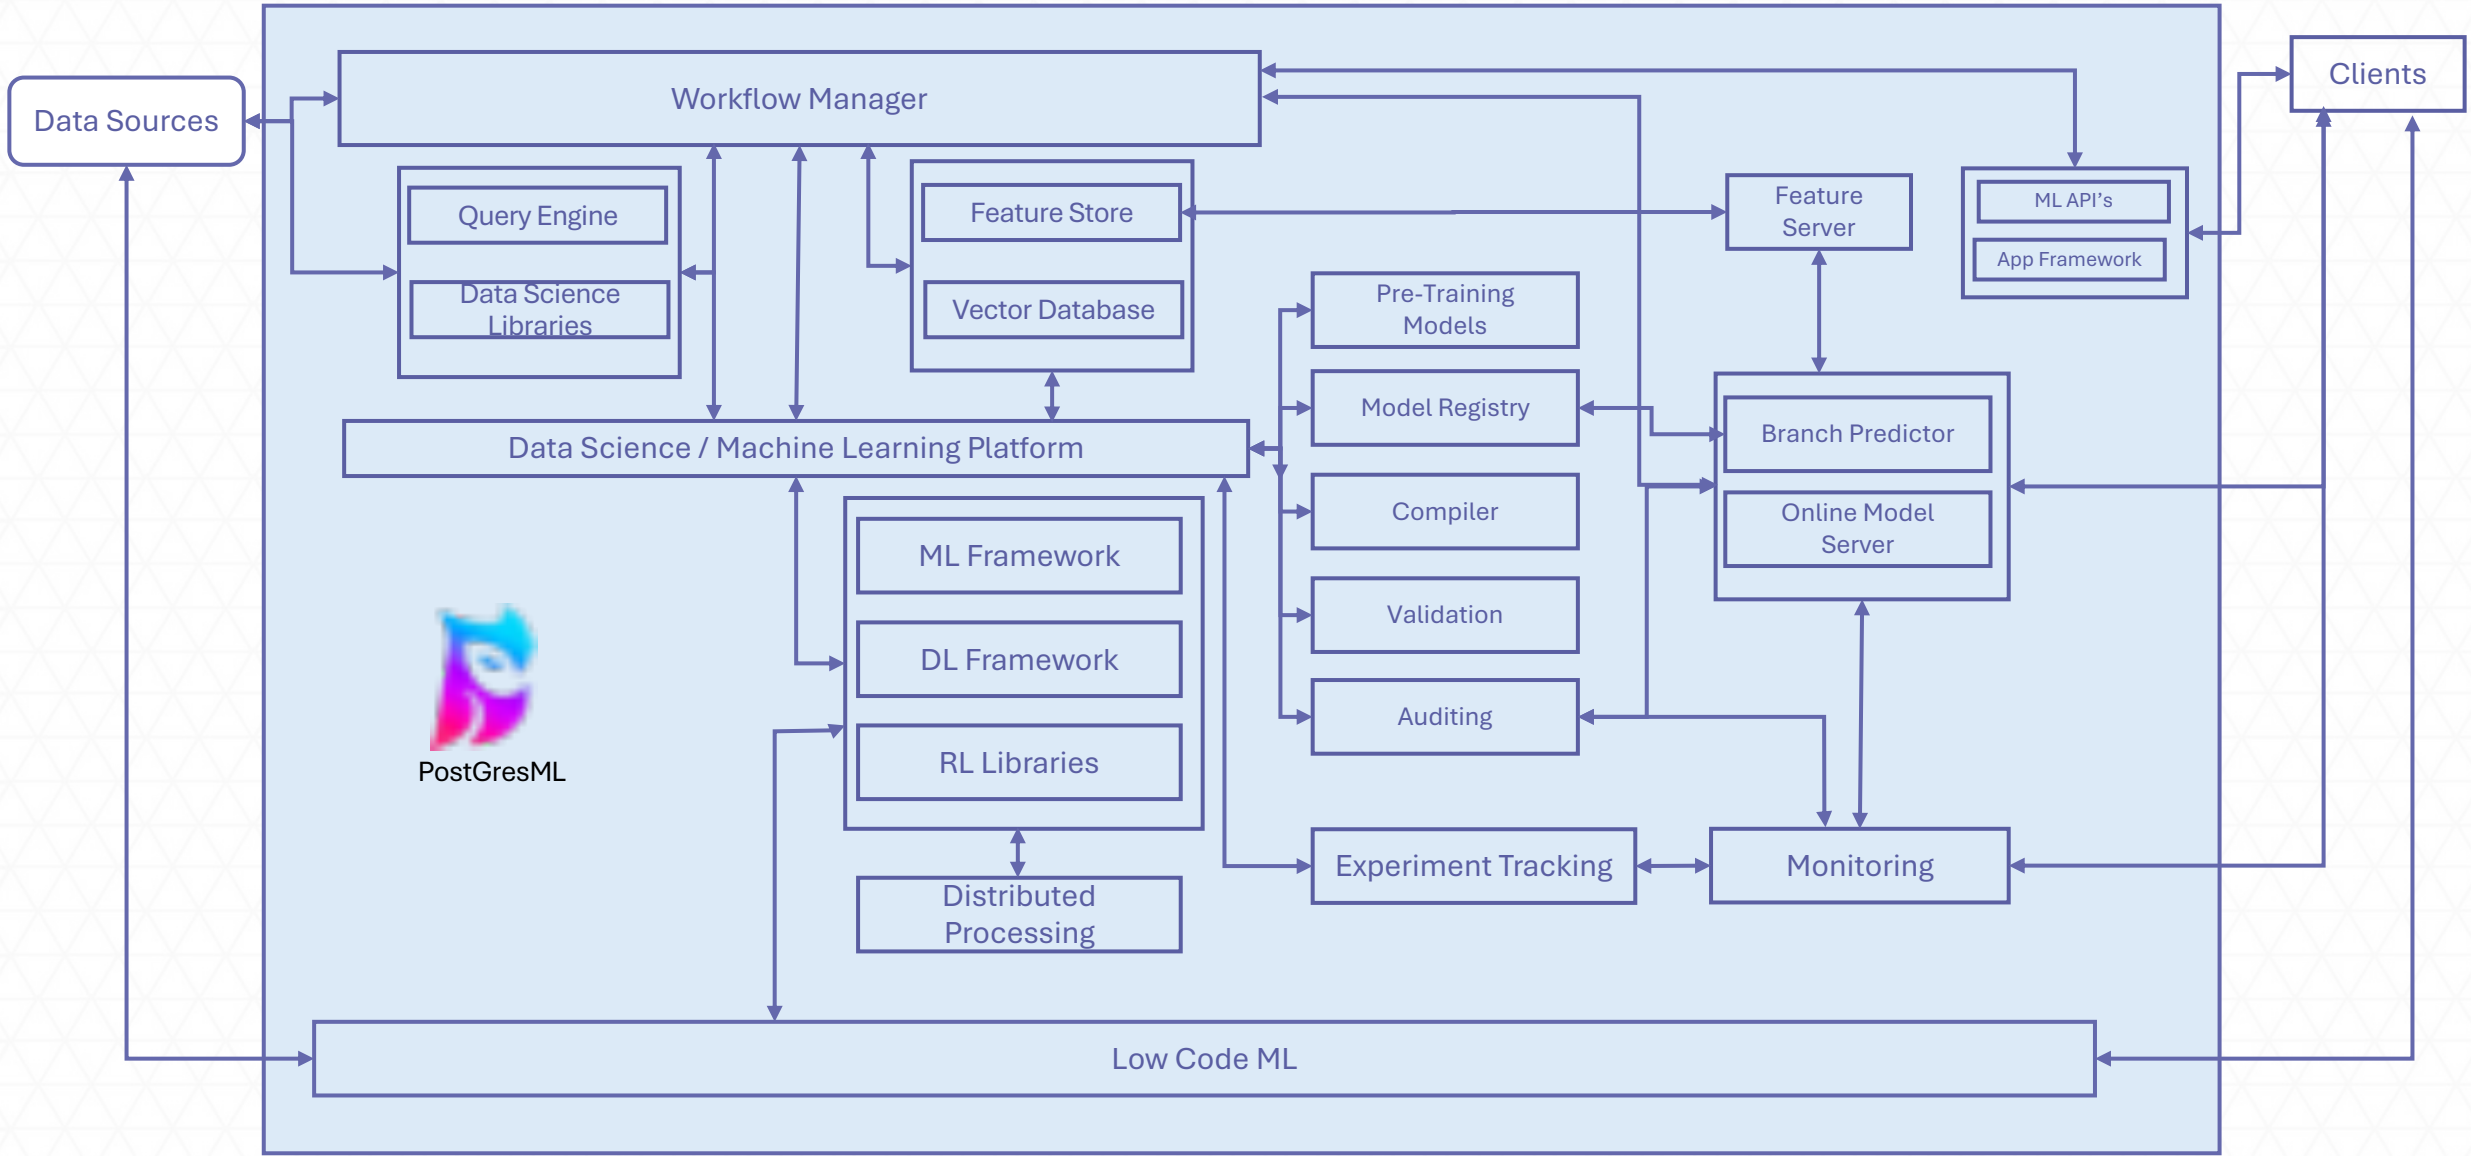 Workflow Manager
Clients
Data Sources
Query Engine
Data Science
Libraries
Feature Store
Vector Database
Feature
Server
ML API’s
App Framework
Pre-Training
Models
Model Registry
Compiler
Validation
Auditing
Branch Predictor
Online Model
Server
Data Science / Machine Learning Platform
ML Framework
DL Framework
RL Libraries
PostGresML
Distributed
Processing
Experiment Tracking
Monitoring
Low Code ML